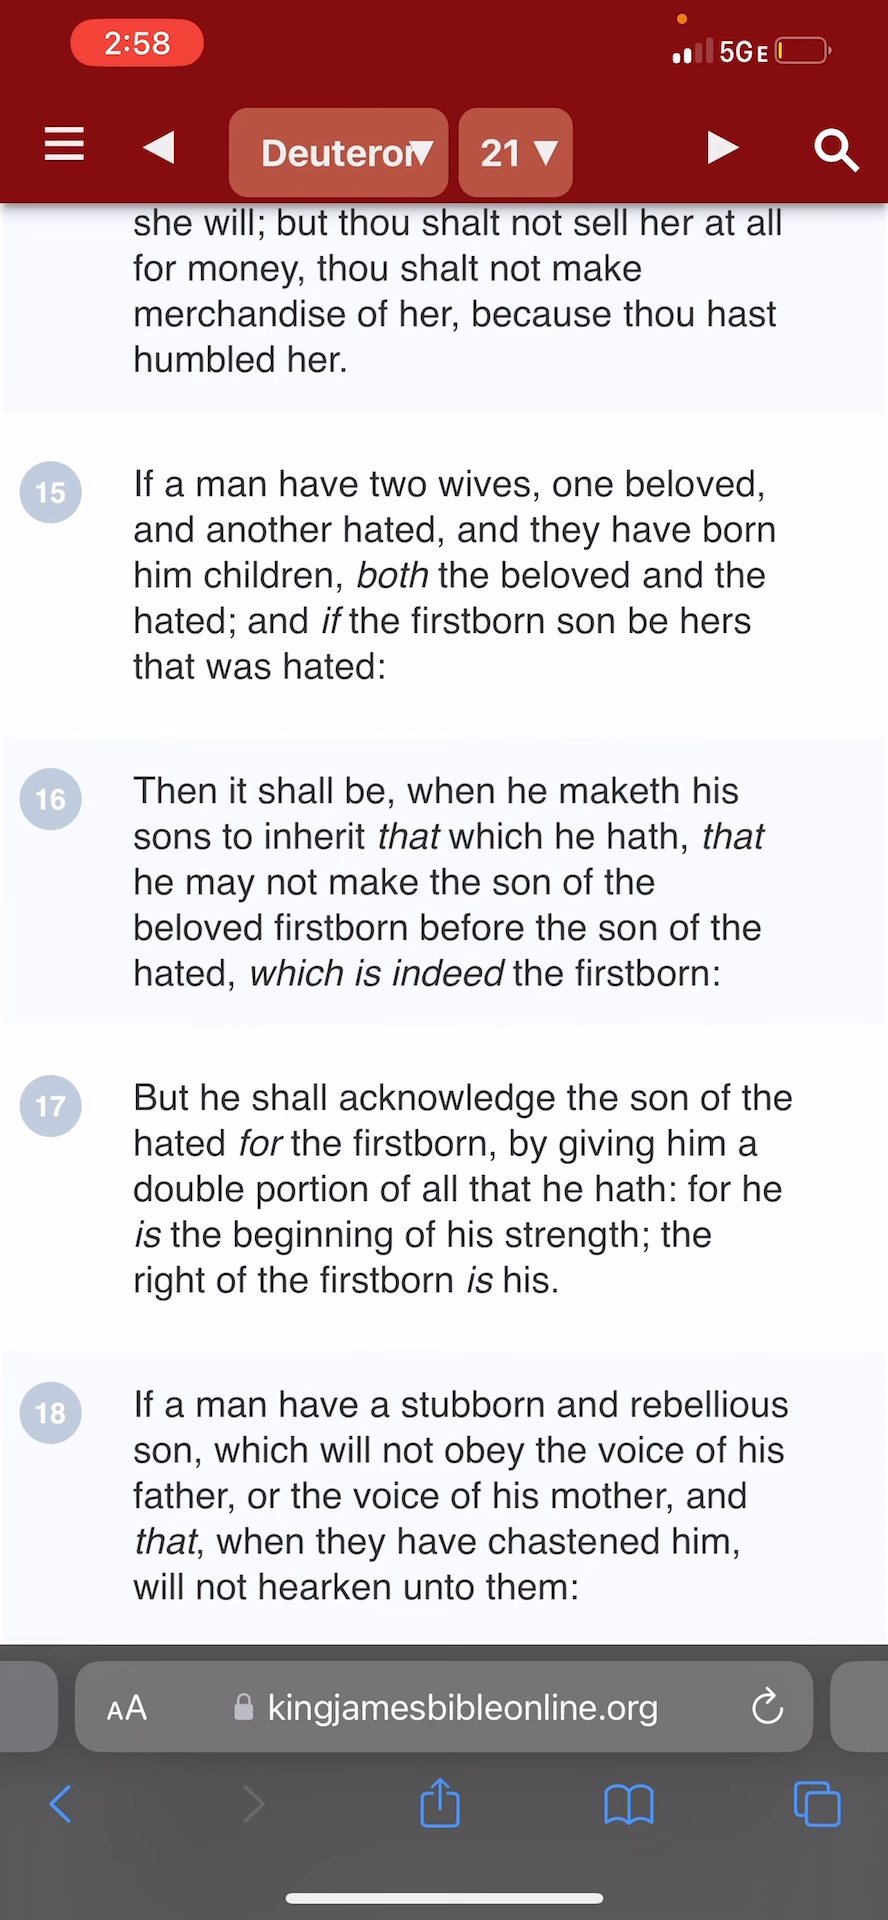 2:58
5GE
Deuteron
21
she will; but thou shalt not sell her at all
for money, thou shalt not make
merchandise of her, because thou hast
humbled her.
15
If a man have two wives, one beloved,
and another hated, and they have born
him children, both the beloved and the
hated; and if the firstborn son be hers
that was hated:
16
Then it shall be, when he maketh his
sons to inherit that which he hath, that
he may not make the son of the
beloved firstborn before the son of the
hated, which is indeed the firstborn:
17
But he shall acknowledge the son of the
hated for the firstborn, by giving him a
double portion of all that he hath: for he
is the beginning of his strength; the
right of the firstborn is his.
18
If a man have a stubborn and rebellious
son, which will not obey the voice of his
father, or the voice of his mother, and
that, when they have chastened him,
will not hearken unto them:
AA
kingjamesbibleonline.org